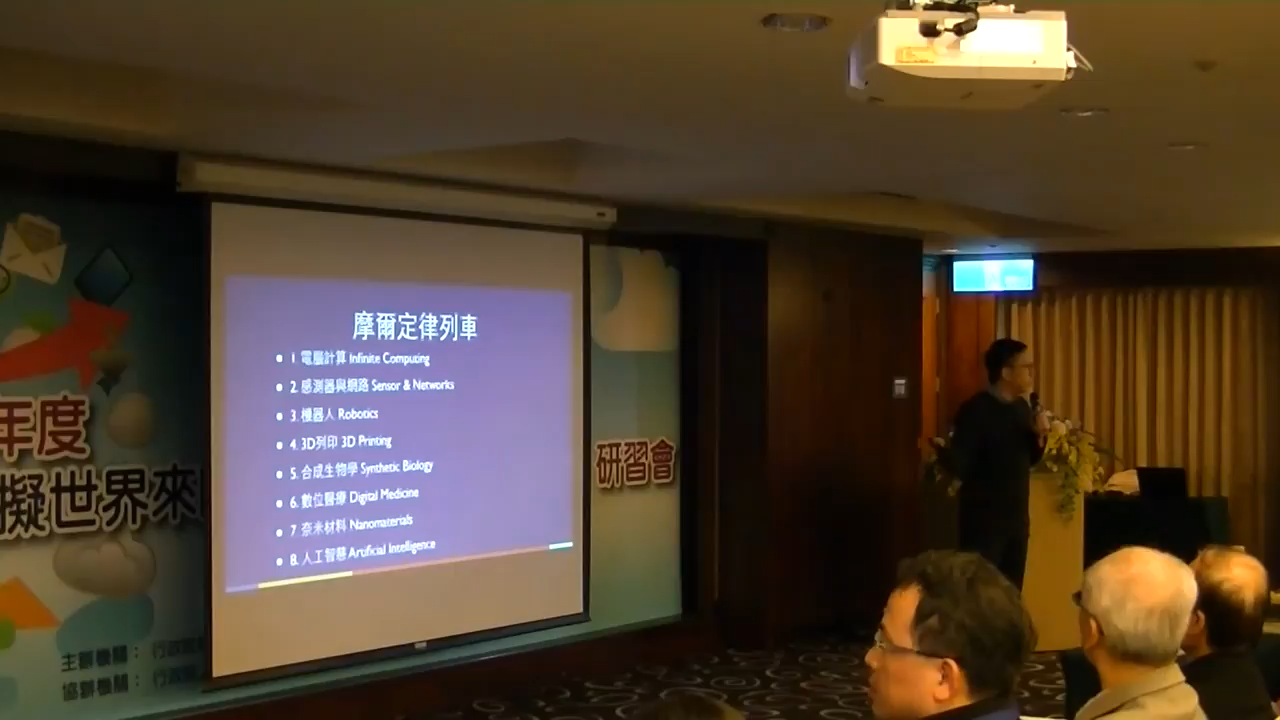 摩爾定律列車
1 電腦計算 Infinite Computing
2. 感測器與網路 Sensor & Networks
3. 機器人 Robotics
4. 3D列印 3D Printing
5. 合成生物學 Synthetic Biology
6. 數位醫療 Digital Medicine
7 奈米材料 Nanomaterials
8. 人工智慧 Artificial Intelligence
年度
擬世界來
研習會
主辦機關： 行政
協辦機關： 行政